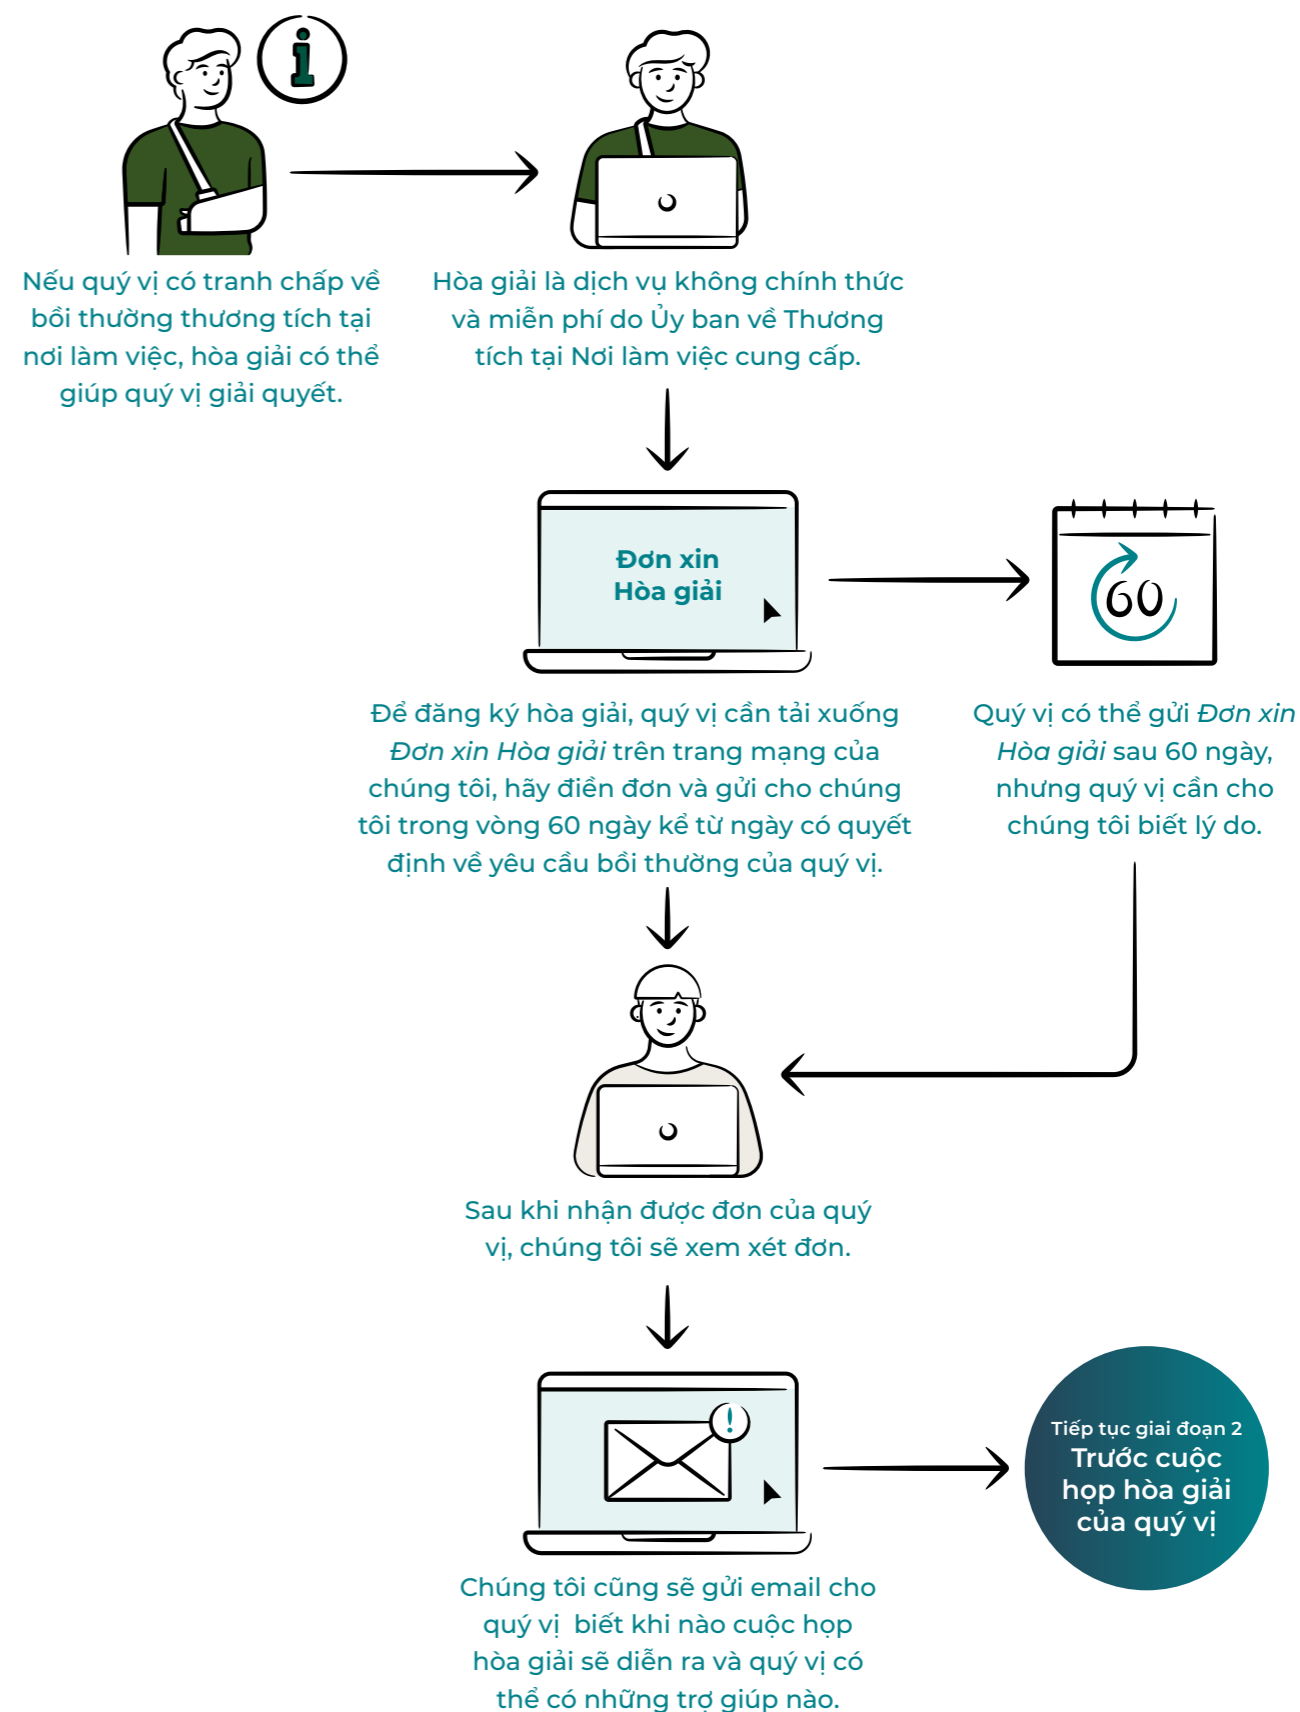 Nếu quý vị có tranh chấp về
bồi thường thương tích tại
nơi làm việc, hòa giải có thể
giúp quý vị giải quyết.
Hòa giải là dịch vụ không chính thức
và miễn phí do Ủy ban về Thương
tích tại Nơi làm việc cung cấp.
Đơn xin
Hòa giải
60
Để đăng ký hòa giải, quý vị cần tải xuống
Đơn xin Hòa giải trên trang mạng của
chúng tôi, hãy điền đơn và gửi cho chúng
tôi trong vòng 60 ngày kể từ ngày có quyết
định về yêu cầu bồi thường của quý vị.
Quý vị có thể gửi Đơn xin
Hòa giải sau 60 ngày,
nhưng quý vị cần cho
chúng tôi biết lý do.
Sau khi nhận được đơn của quý
vị, chúng tôi sẽ xem xét đơn.
Tiếp tục giai đoạn 2
Trước cuộc
họp hòa giải
của quý vị
Chúng tôi cũng sẽ gửi email cho
quý vị biết khi nào cuộc họp
hòa giải sẽ diễn ra và quý vị có
thể có những trợ giúp nào.